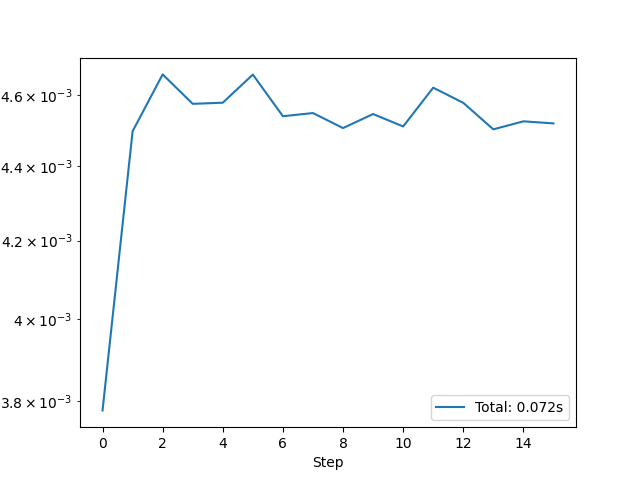 4.6 × 10⁻³
4.4 × 10⁻³
4.2 × 10⁻³
4 × 10⁻³
3.8 × 10⁻³
Total: 0.072s
0 2 4 6 8 10 12 14
Step